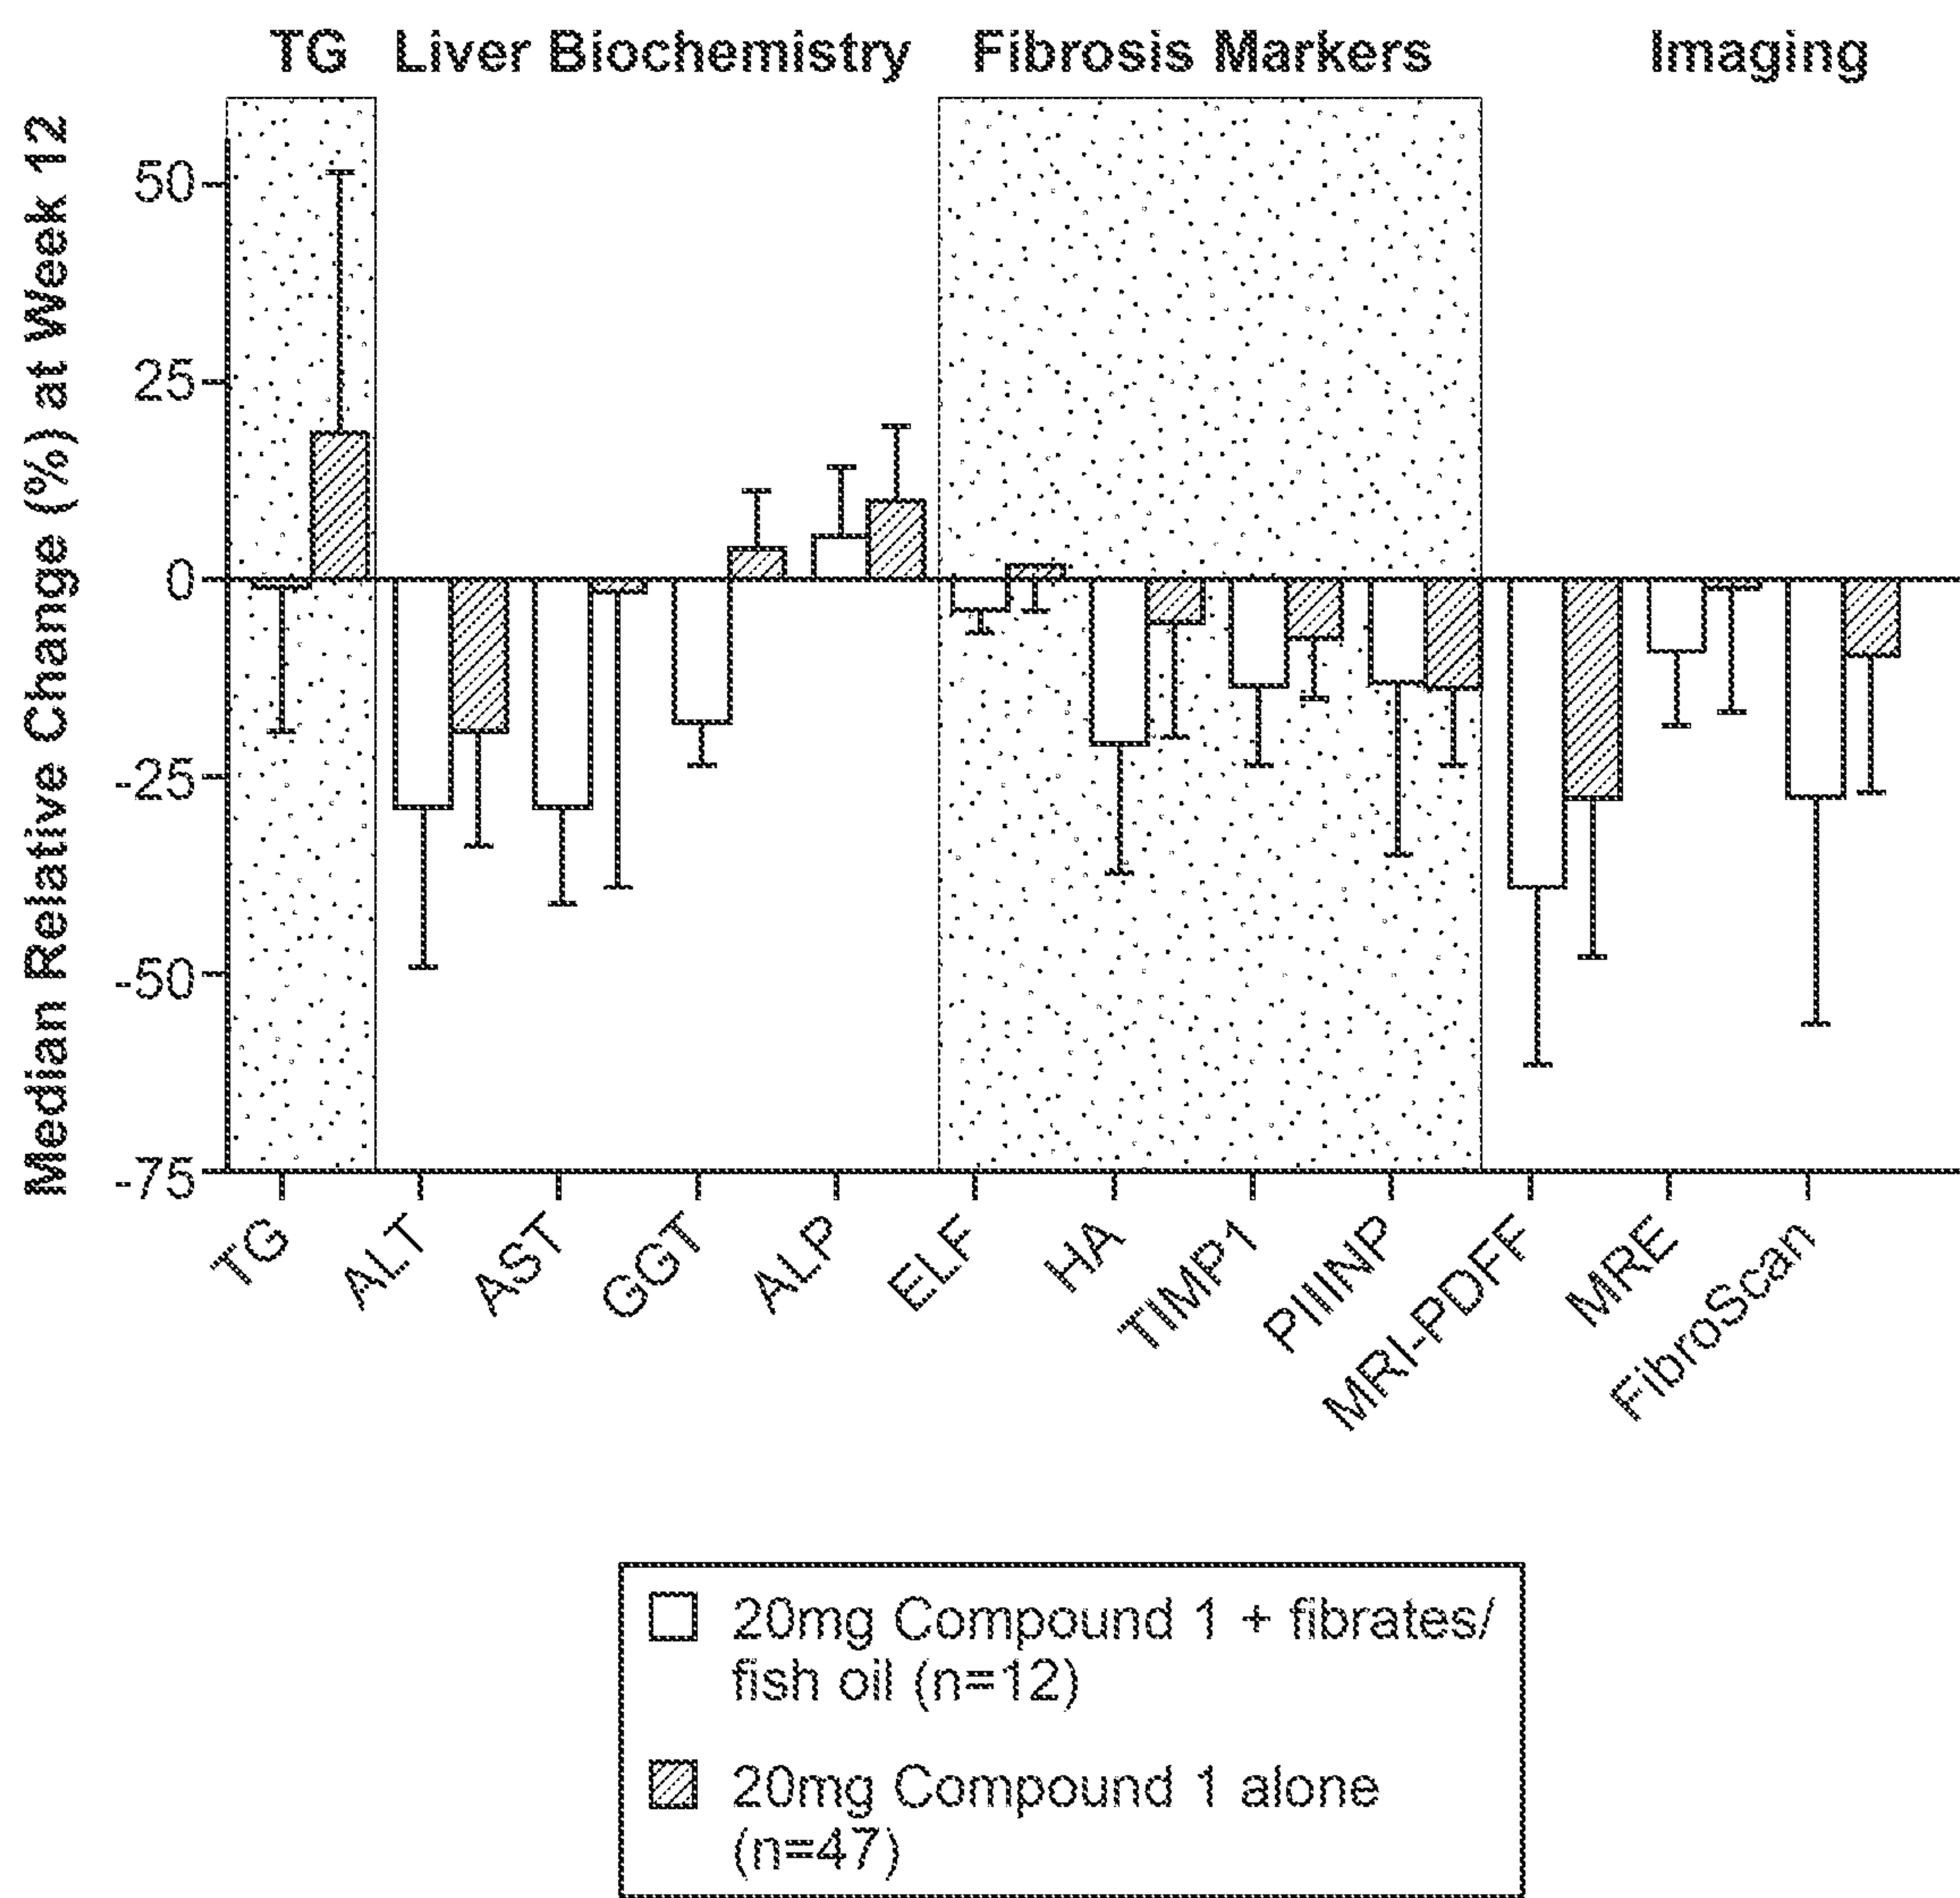 TG Liver Biochemistry Fibrosis Markers Imaging
Median Relative Change (%) at Week 12
50
25
0
-25
-50
-75
TG
ALT
AST
GGT
ALP
ELF
HA
TIMP1
PIIINP
MRI-PDFF
MRE
FibroScan
20mg Compound 1 + fibrates/
fish oil (n=12)
20mg Compound 1 alone
(n=47)